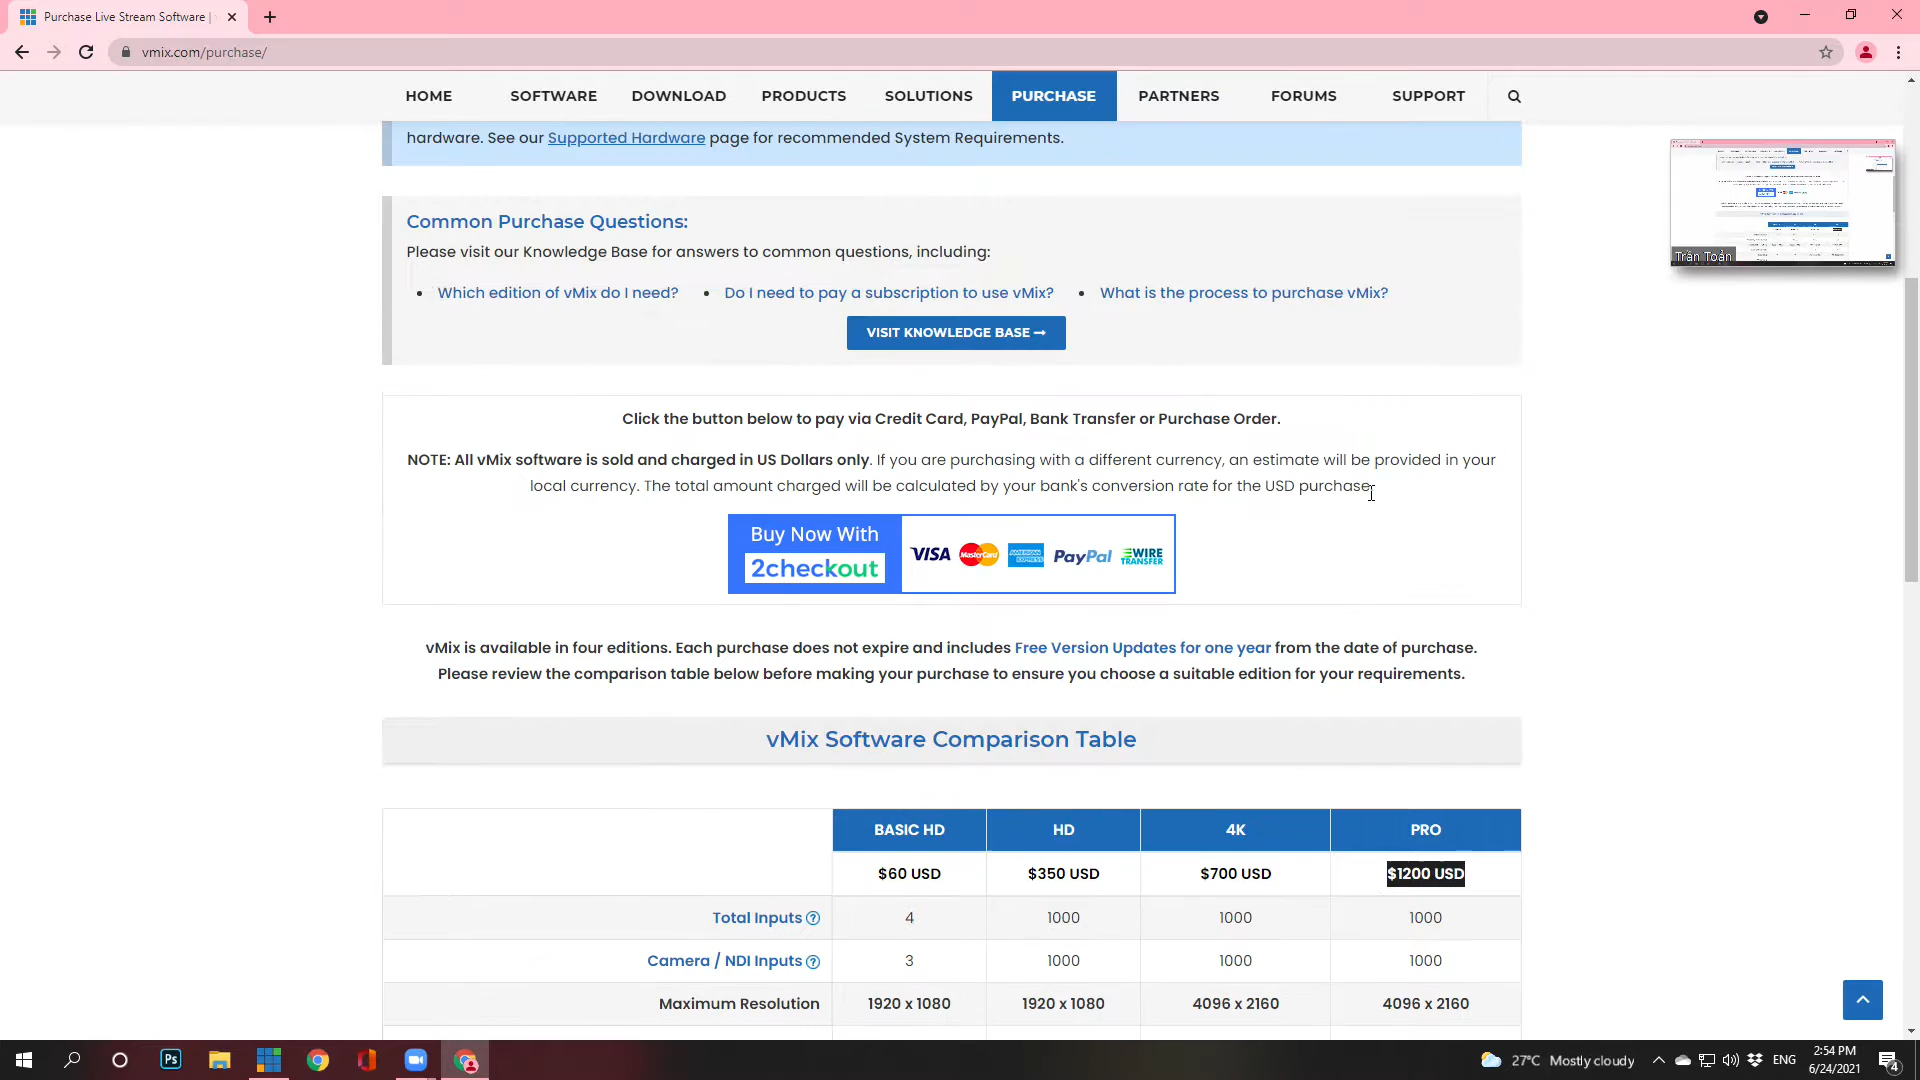 Purchase Live Stream Software |
vmix.com/purchase/
HOME SOFTWARE DOWNLOAD PRODUCTS SOLUTIONS PURCHASE PARTNERS FORUMS SUPPORT
hardware. See our Supported Hardware page for recommended System Requirements.
Common Purchase Questions:
Please visit our Knowledge Base for answers to common questions, including:
• Which edition of vMix do I need? • Do I need to pay a subscription to use vMix? • What is the process to purchase vMix?
VISIT KNOWLEDGE BASE →
Trần Toản
Click the button below to pay via Credit Card, PayPal, Bank Transfer or Purchase Order.
NOTE: All vMix software is sold and charged in US Dollars only. If you are purchasing with a different currency, an estimate will be provided in your
local currency. The total amount charged will be calculated by your bank's conversion rate for the USD purchase.
Buy Now With
2checkout
VISA MasterCard AMERICAN EXPRESS PayPal WIRE TRANSFER
vMix is available in four editions. Each purchase does not expire and includes Free Version Updates for one year from the date of purchase.
Please review the comparison table below before making your purchase to ensure you choose a suitable edition for your requirements.
vMix Software Comparison Table
BASIC HD HD 4K PRO
$60 USD $350 USD $700 USD $1200 USD
Total Inputs ? 4 1000 1000 1000
Camera / NDI Inputs ? 3 1000 1000 1000
Maximum Resolution 1920 x 1080 1920 x 1080 4096 x 2160 4096 x 2160
Ps
27°C Mostly cloudy
ENG
2:54 PM
6/24/2021
4